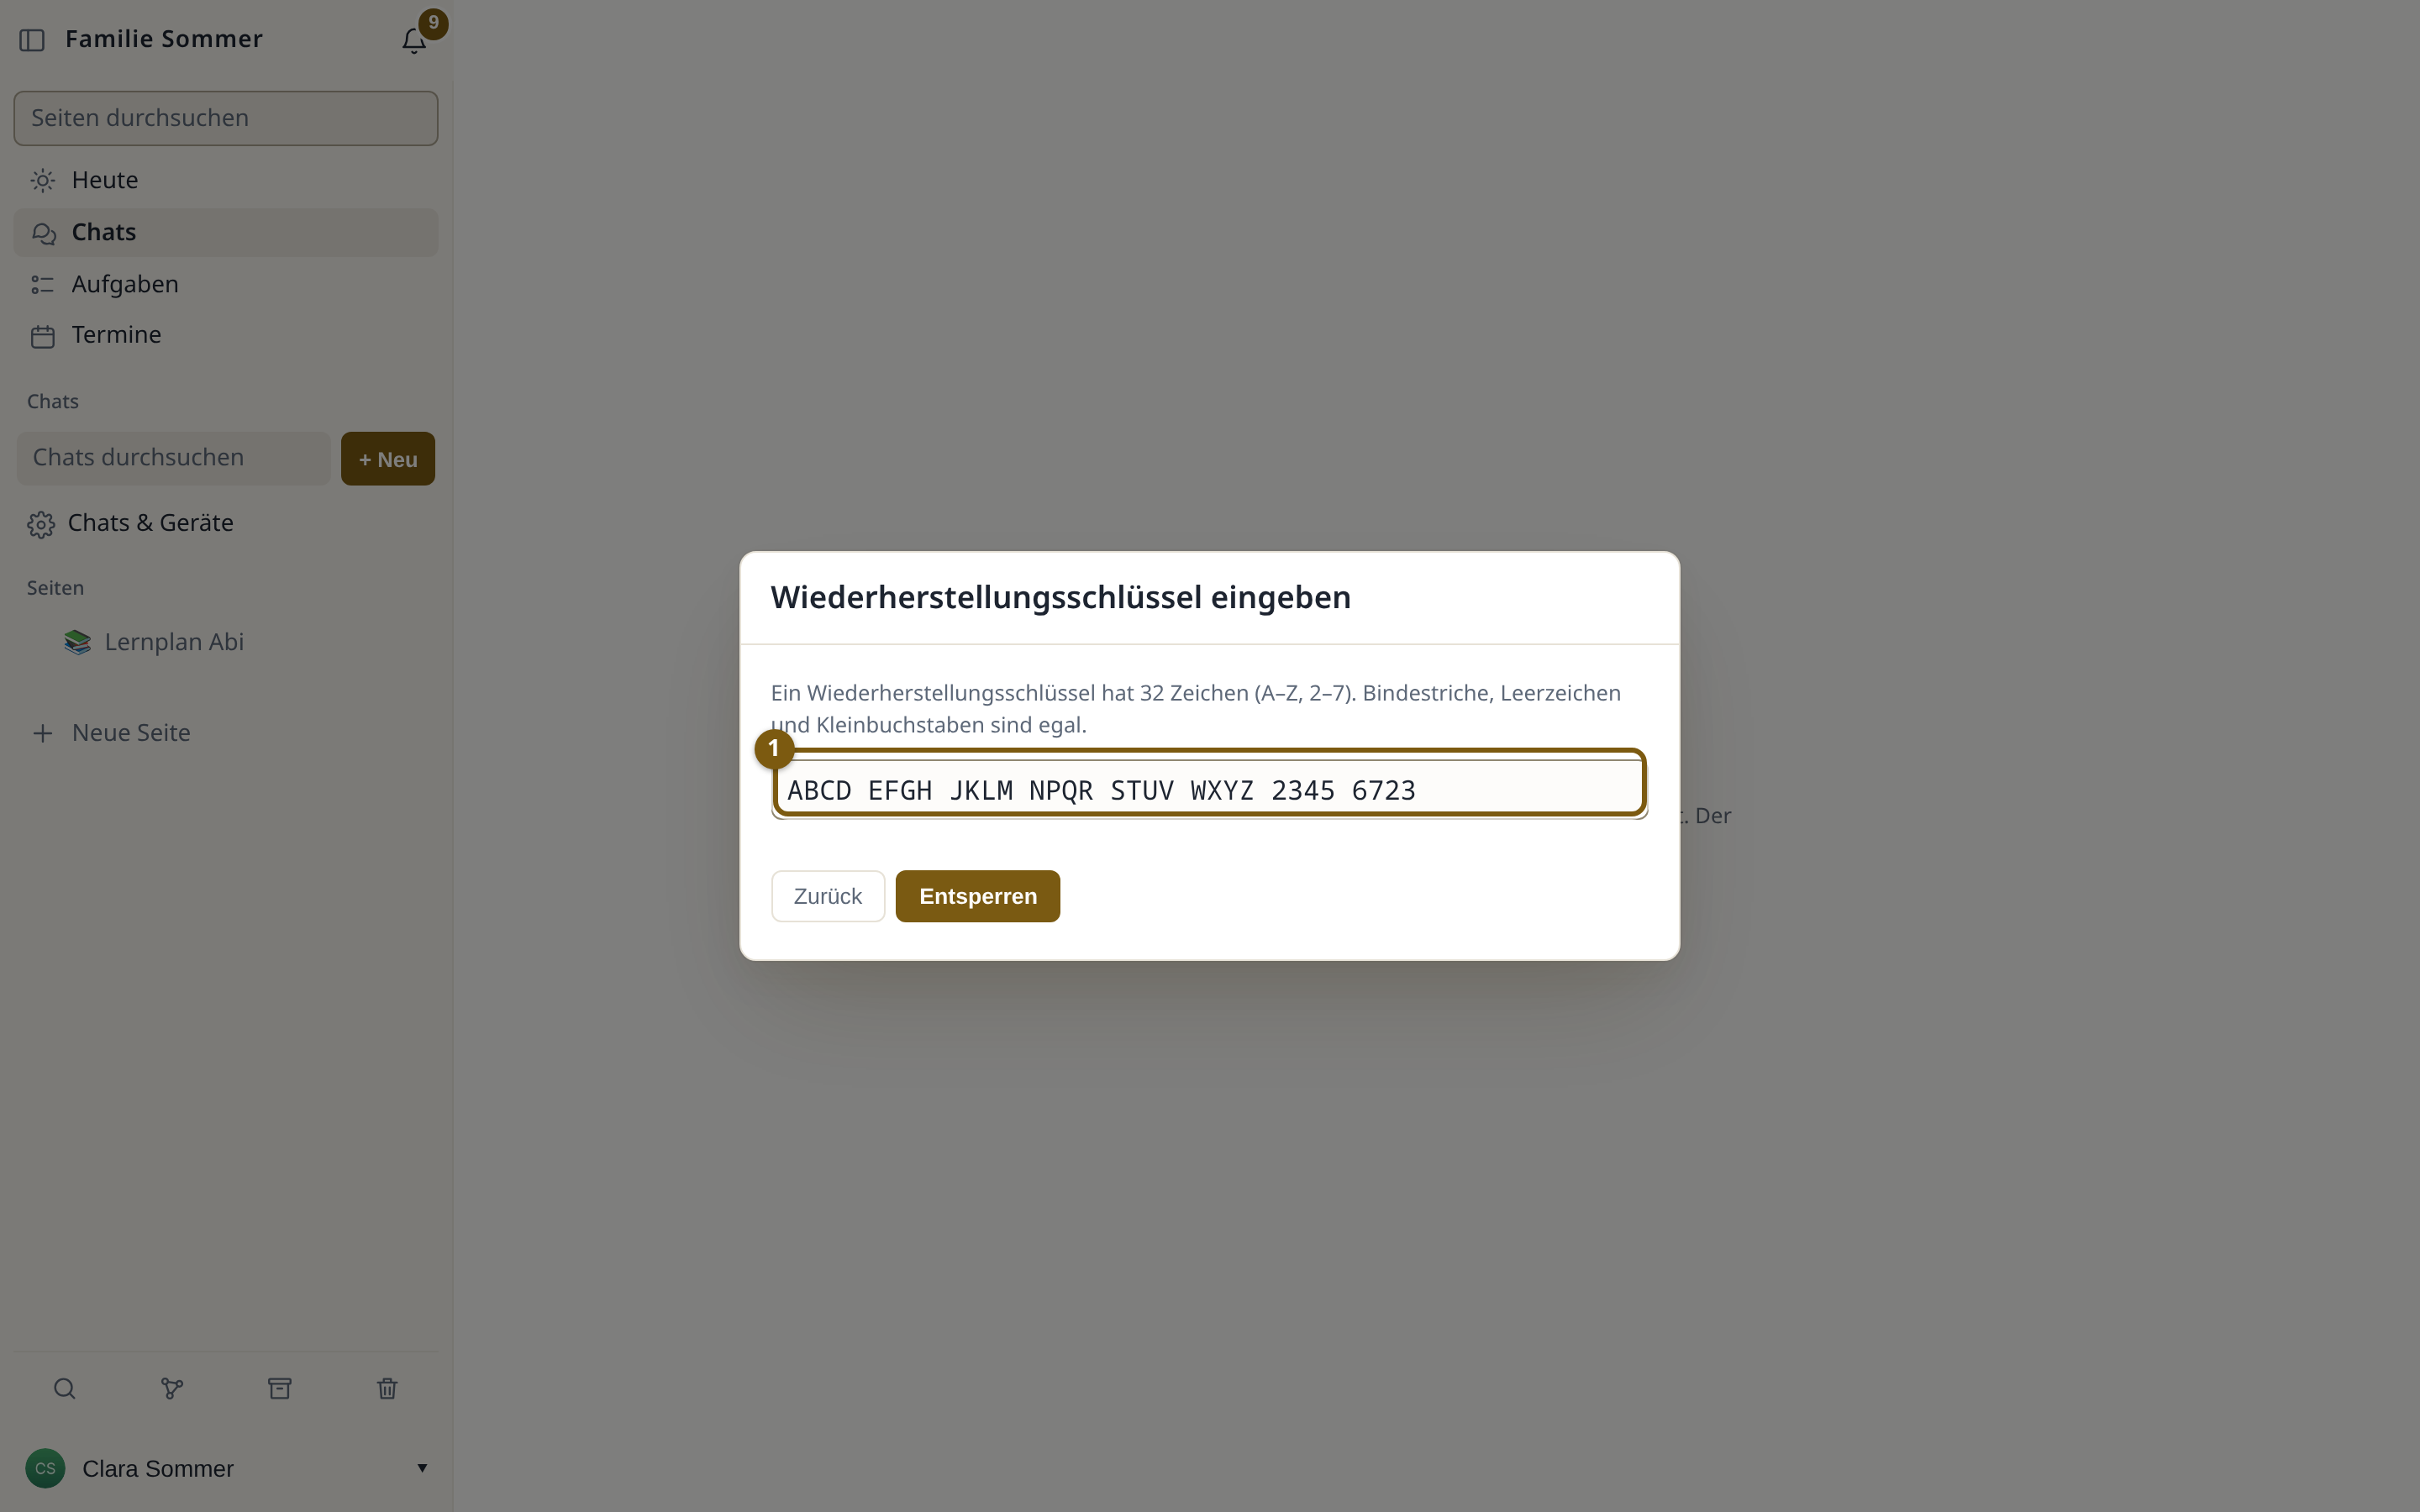 Familie Sommer
9
Seiten durchsuchen
Heute
Chats
Aufgaben
Termine
Chats
Chats durchsuchen
+ Neu
Chats & Geräte
Seiten
Lernplan Abi
Neue Seite
CS
Clara Sommer
Wiederherstellungsschlüssel eingeben
Ein Wiederherstellungsschlüssel hat 32 Zeichen (A–Z, 2–7). Bindestriche, Leerzeichen
und Kleinbuchstaben sind egal.
1
ABCD EFGH JKLM NPQR STUV WXYZ 2345 6723
Zurück
Entsperren
. Der